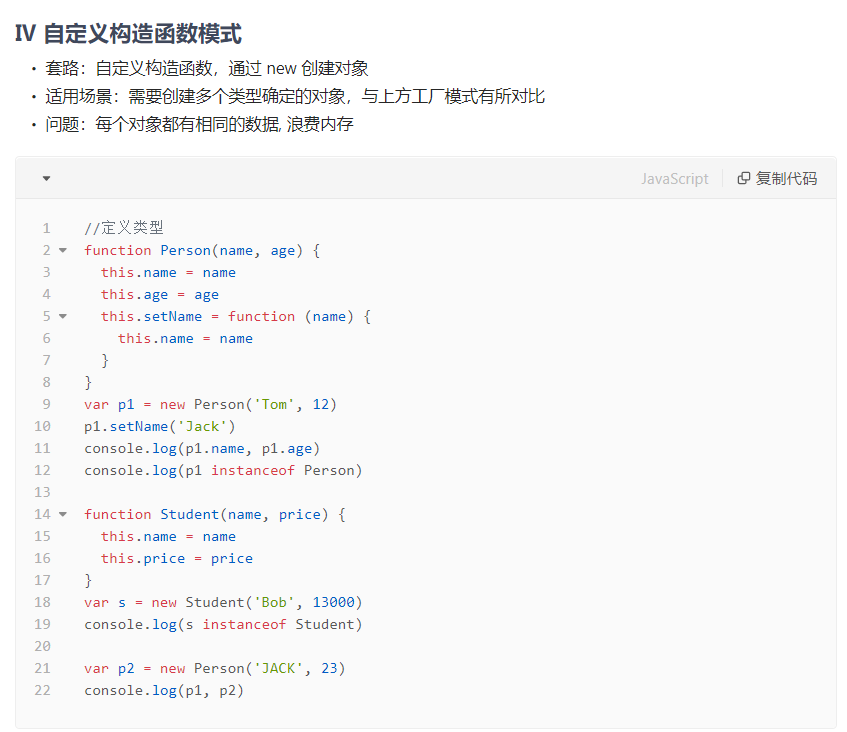 IV 自定义构造函数模式
• 套路：自定义构造函数，通过 new 创建对象
• 适用场景：需要创建多个类型确定的对象，与上方工厂模式有所对比
• 问题：每个对象都有相同的数据, 浪费内存
JavaScript 复制代码
1 //定义类型
2 function Person(name, age) {
3 this.name = name
4 this.age = age
5 this.setName = function (name) {
6 this.name = name
7 }
8 }
9 var p1 = new Person('Tom', 12)
10 p1.setName('Jack')
11 console.log(p1.name, p1.age)
12 console.log(p1 instanceof Person)
13
14 function Student(name, price) {
15 this.name = name
16 this.price = price
17 }
18 var s = new Student('Bob', 13000)
19 console.log(s instanceof Student)
20
21 var p2 = new Person('JACK', 23)
22 console.log(p1, p2)